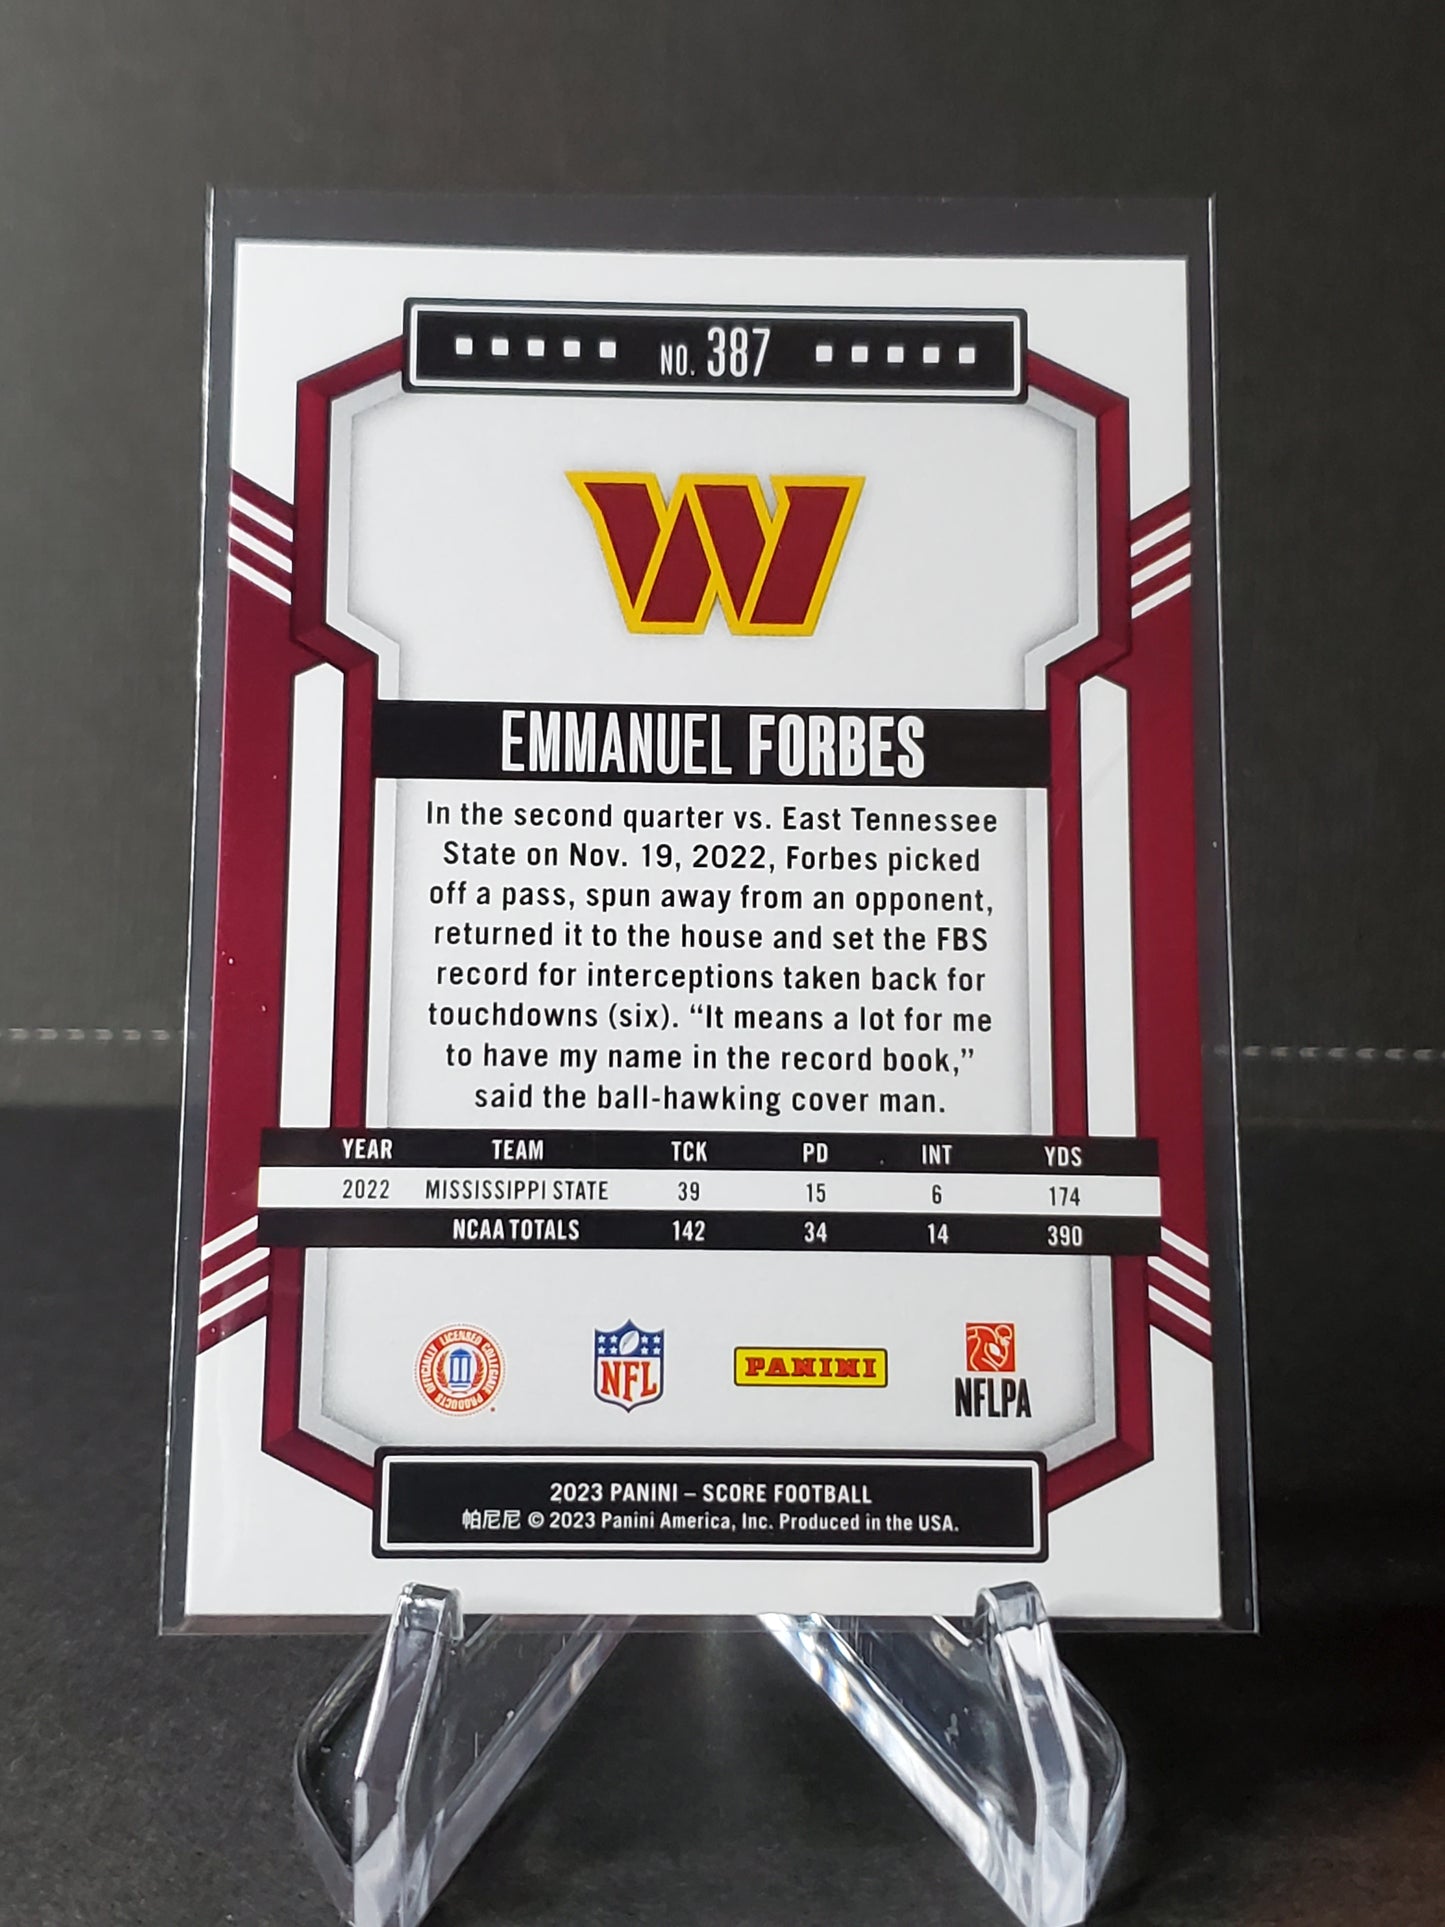 NO. 387
W
EMMANUEL FORBES
In the second quarter vs. East Tennessee
State on Nov. 19, 2022, Forbes picked
off a pass, spun away from an opponent,
returned it to the house and set the FBS
record for interceptions taken back for
touchdowns (six). “It means a lot for me
to have my name in the record book,”
said the ball-hawking cover man.
YEAR TEAM TCK PD INT YDS
2022 MISSISSIPPI STATE 39 15 6 174
NCAA TOTALS 142 34 14 390
OFFICIALLY LICENSED COLLEGIATE PRODUCTS
NFL
PANINI
NFLPA
2023 PANINI – SCORE FOOTBALL
帕尼尼 © 2023 Panini America, Inc. Produced in the USA.